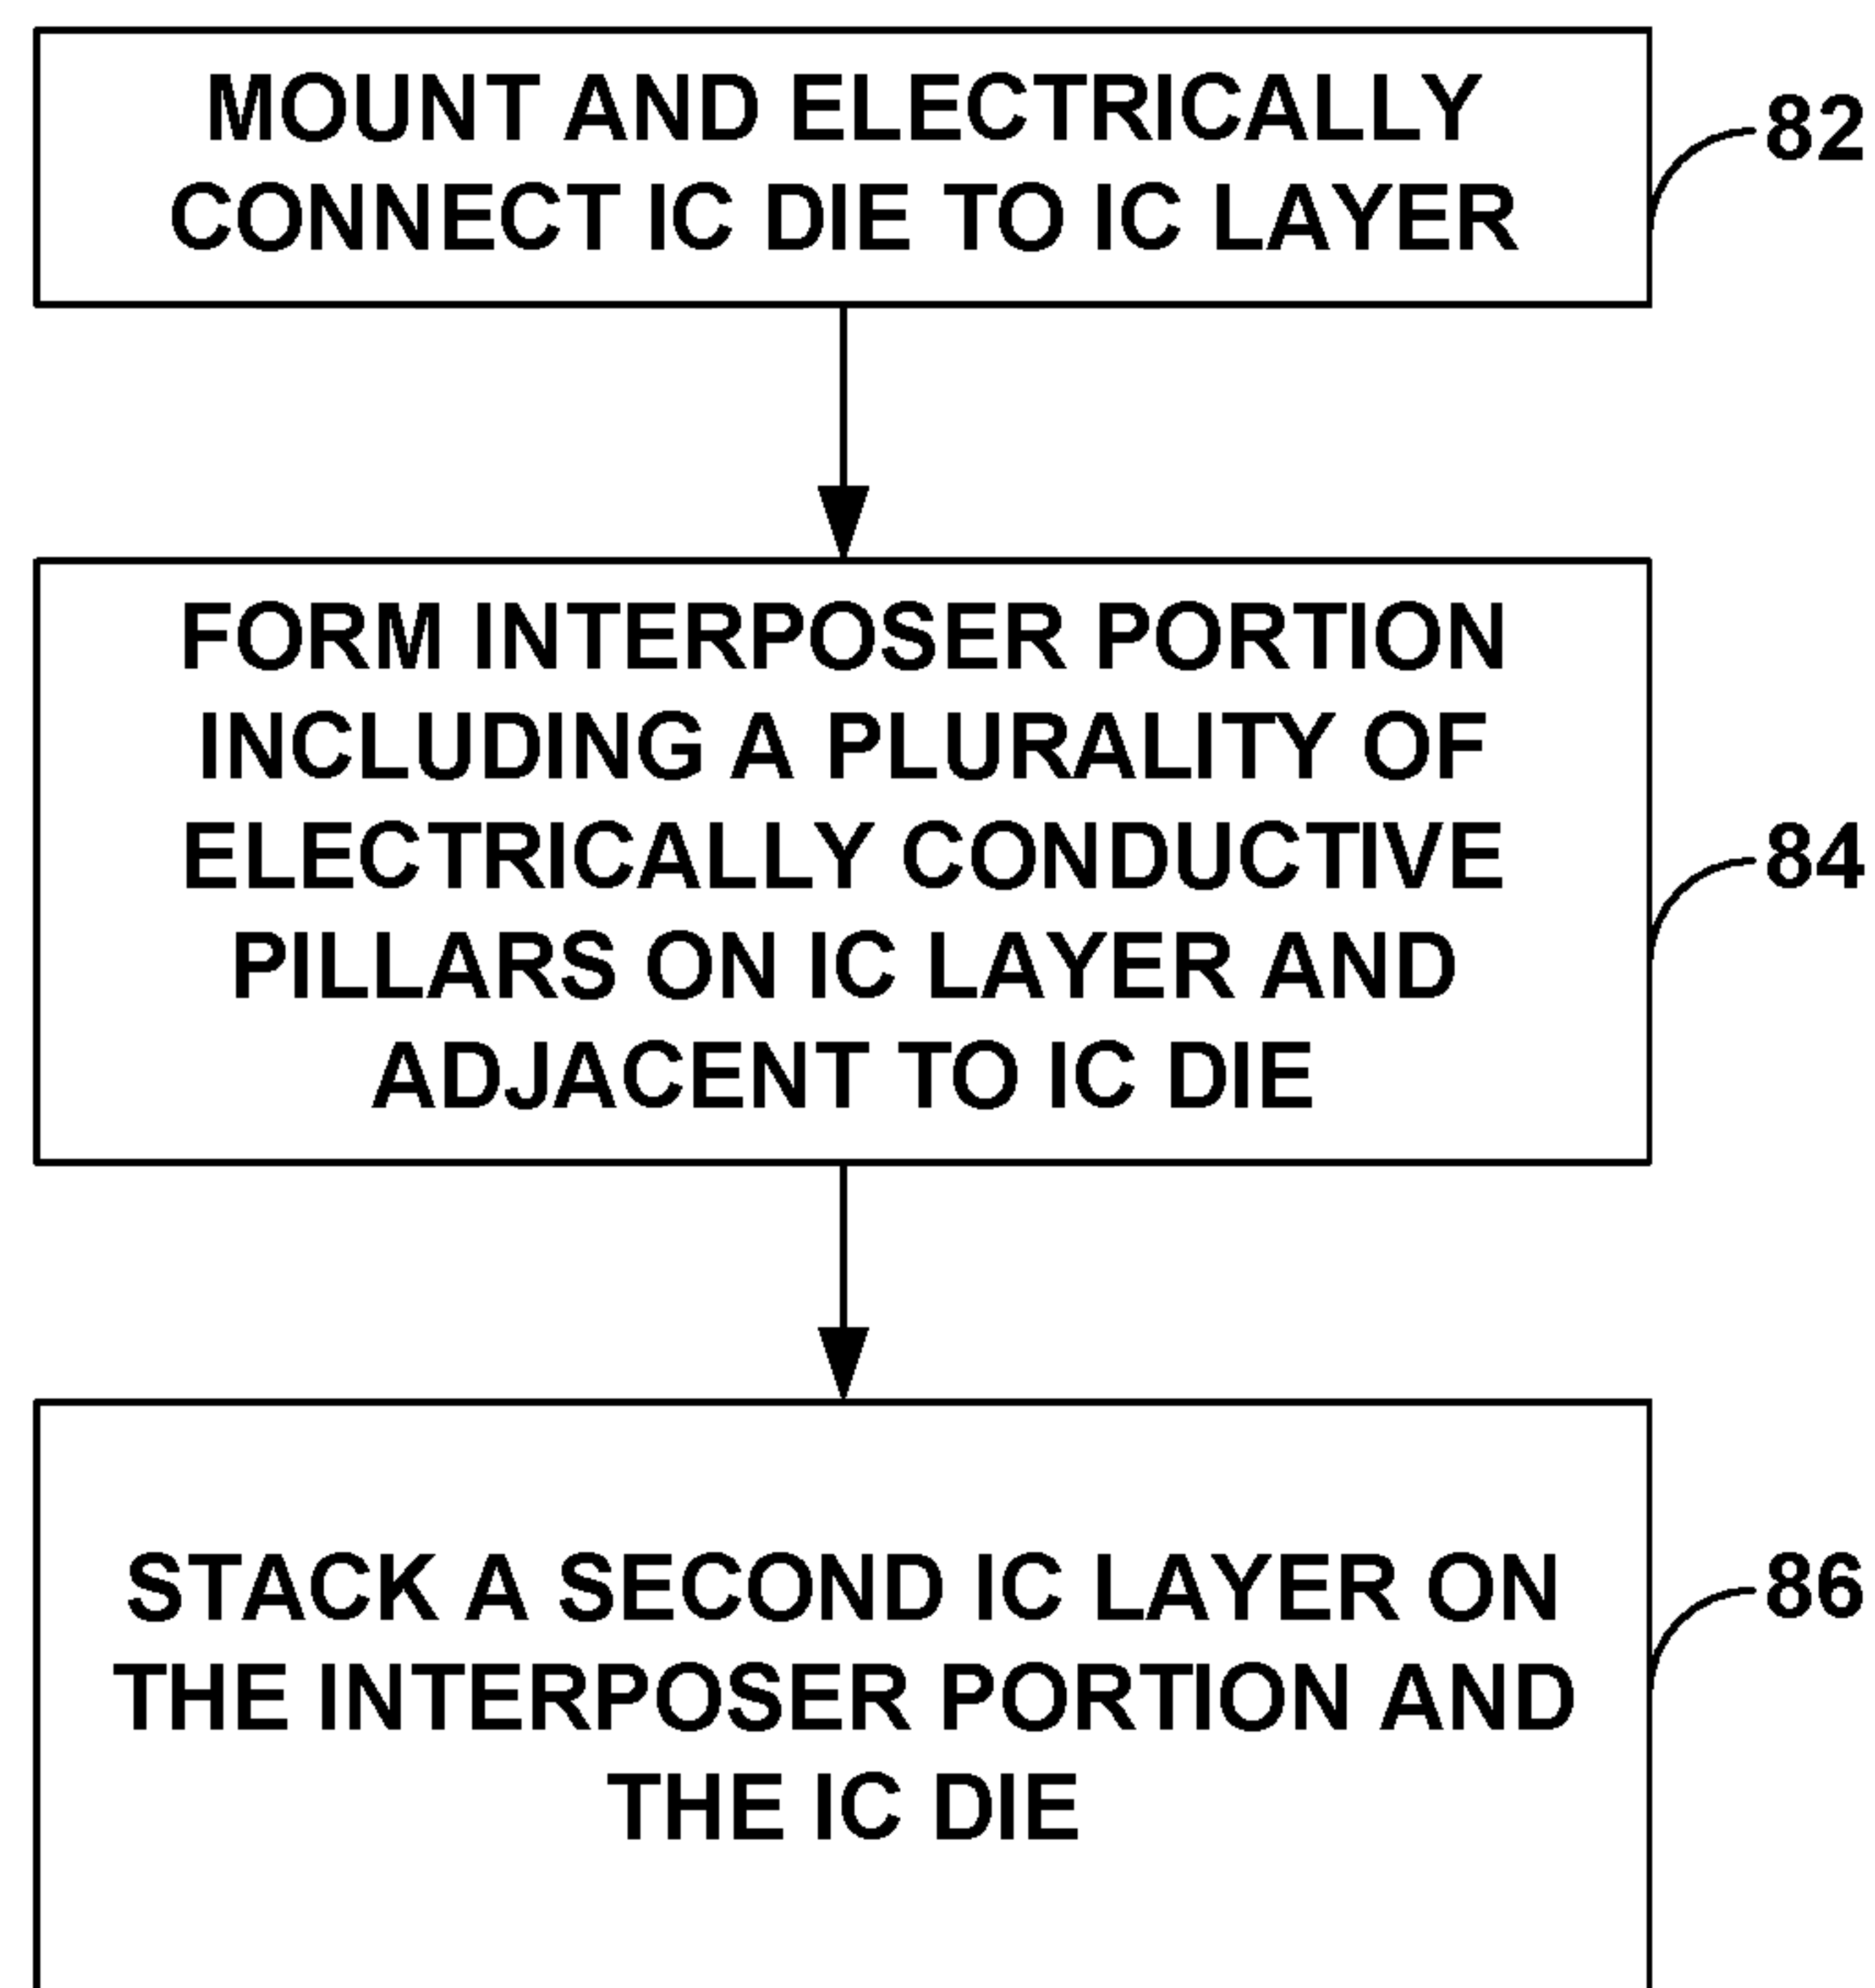 MOUNT AND ELECTRICALLY
CONNECT IC DIE TO IC LAYER
82
FORM INTERPOSER PORTION
INCLUDING A PLURALITY OF
ELECTRICALLY CONDUCTIVE
PILLARS ON IC LAYER AND
ADJACENT TO IC DIE
84
STACK A SECOND IC LAYER ON
THE INTERPOSER PORTION AND
THE IC DIE
86